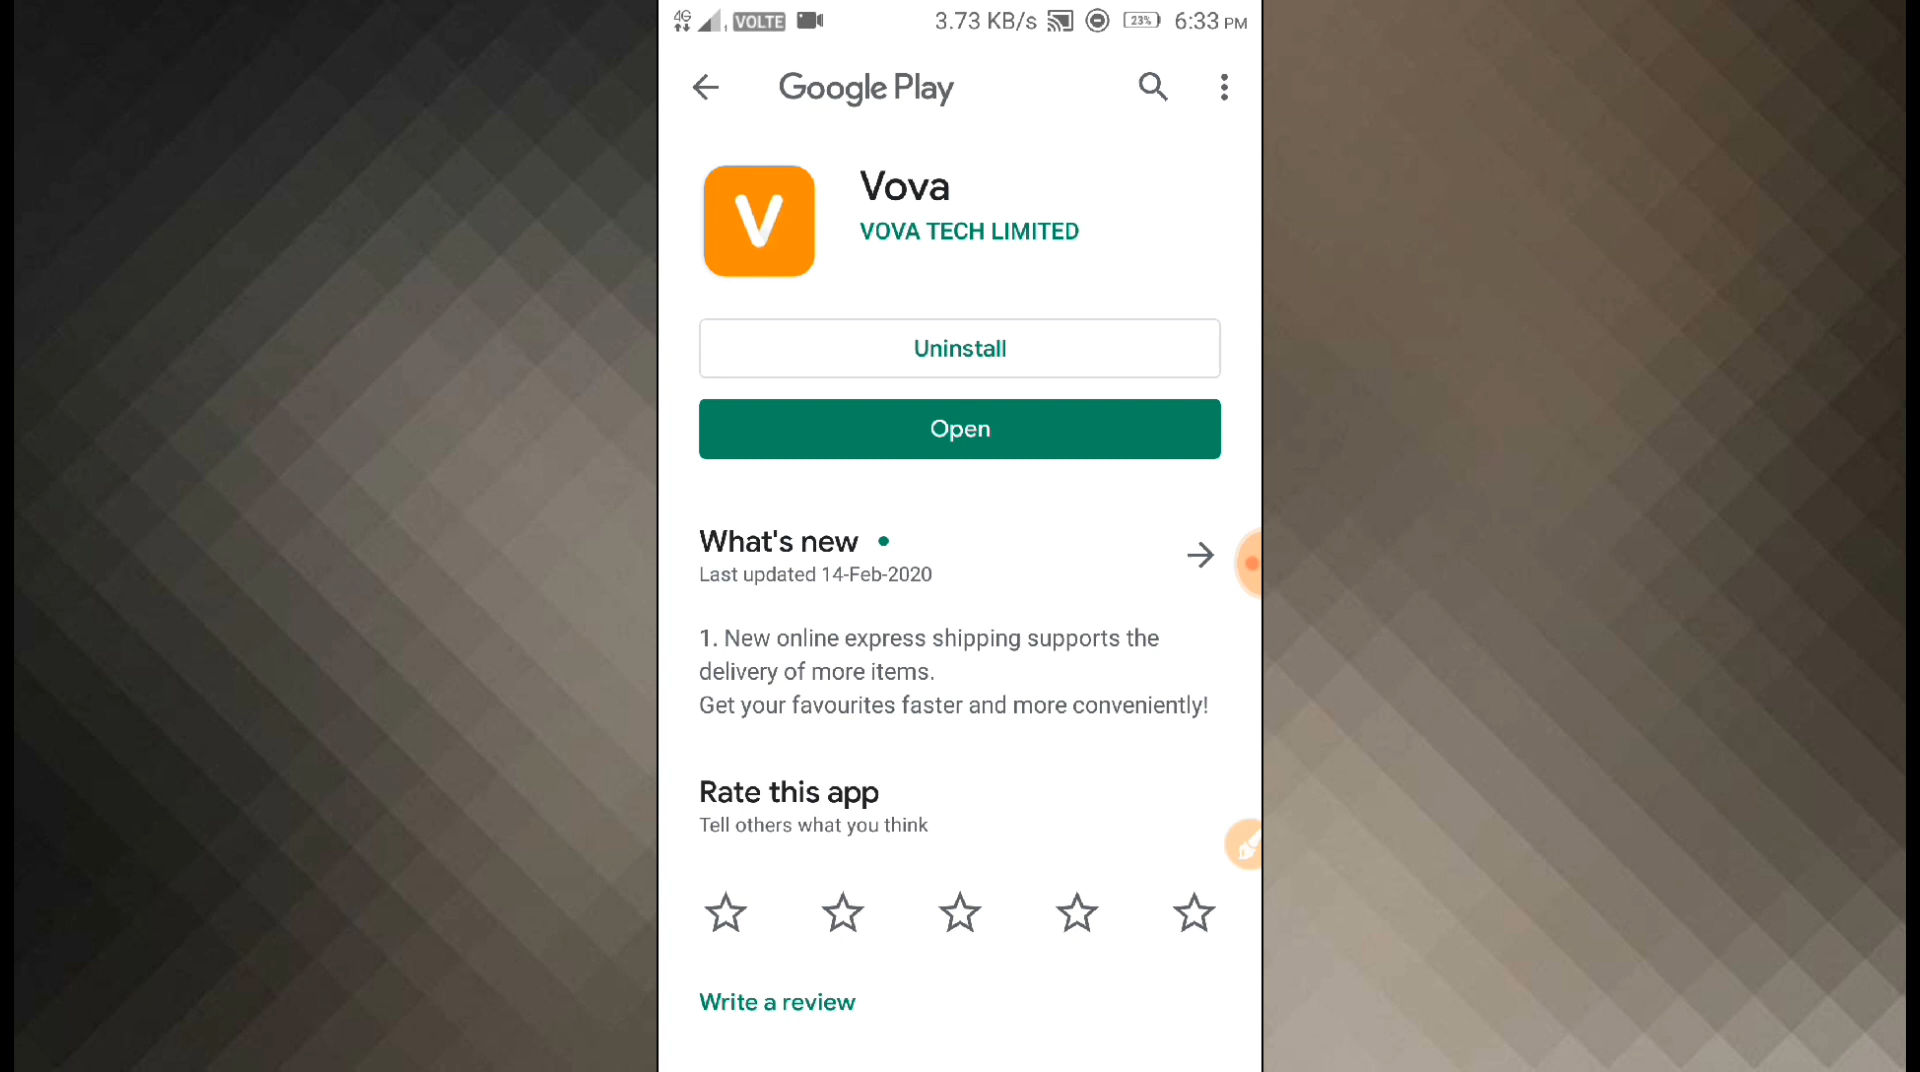 4G VOLTE 3.73 KB/s 23% 6:33 PM
Google Play
V
Vova
VOVA TECH LIMITED
Uninstall
Open
What's new
Last updated 14-Feb-2020
1. New online express shipping supports the
delivery of more items.
Get your favourites faster and more conveniently!
Rate this app
Tell others what you think
Write a review